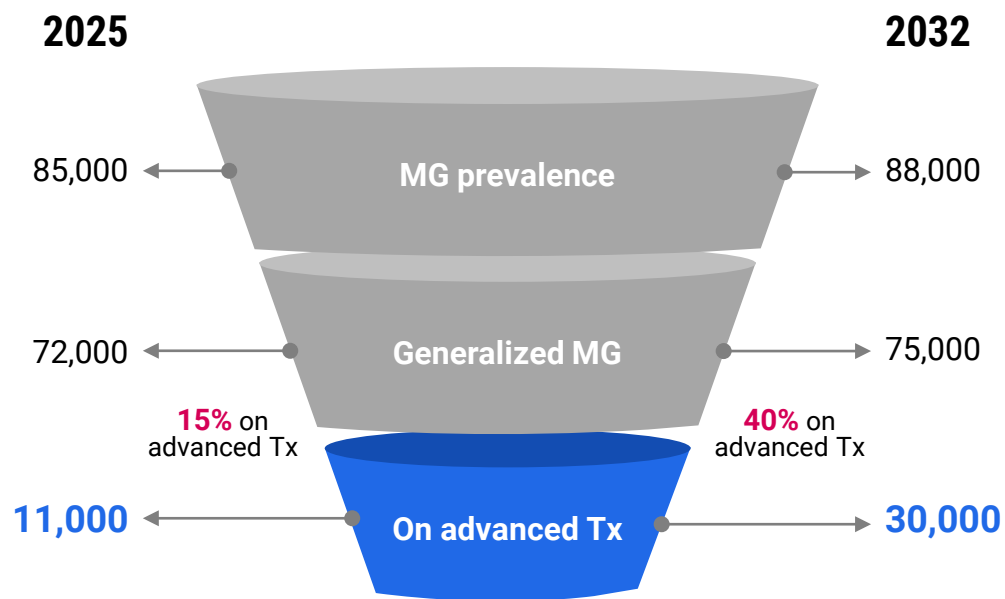 2025
2032
85,000
MG prevalence
88,000
72,000
Generalized MG
75,000
15% on
advanced Tx
40% on
advanced Tx
11,000
On advanced Tx
30,000